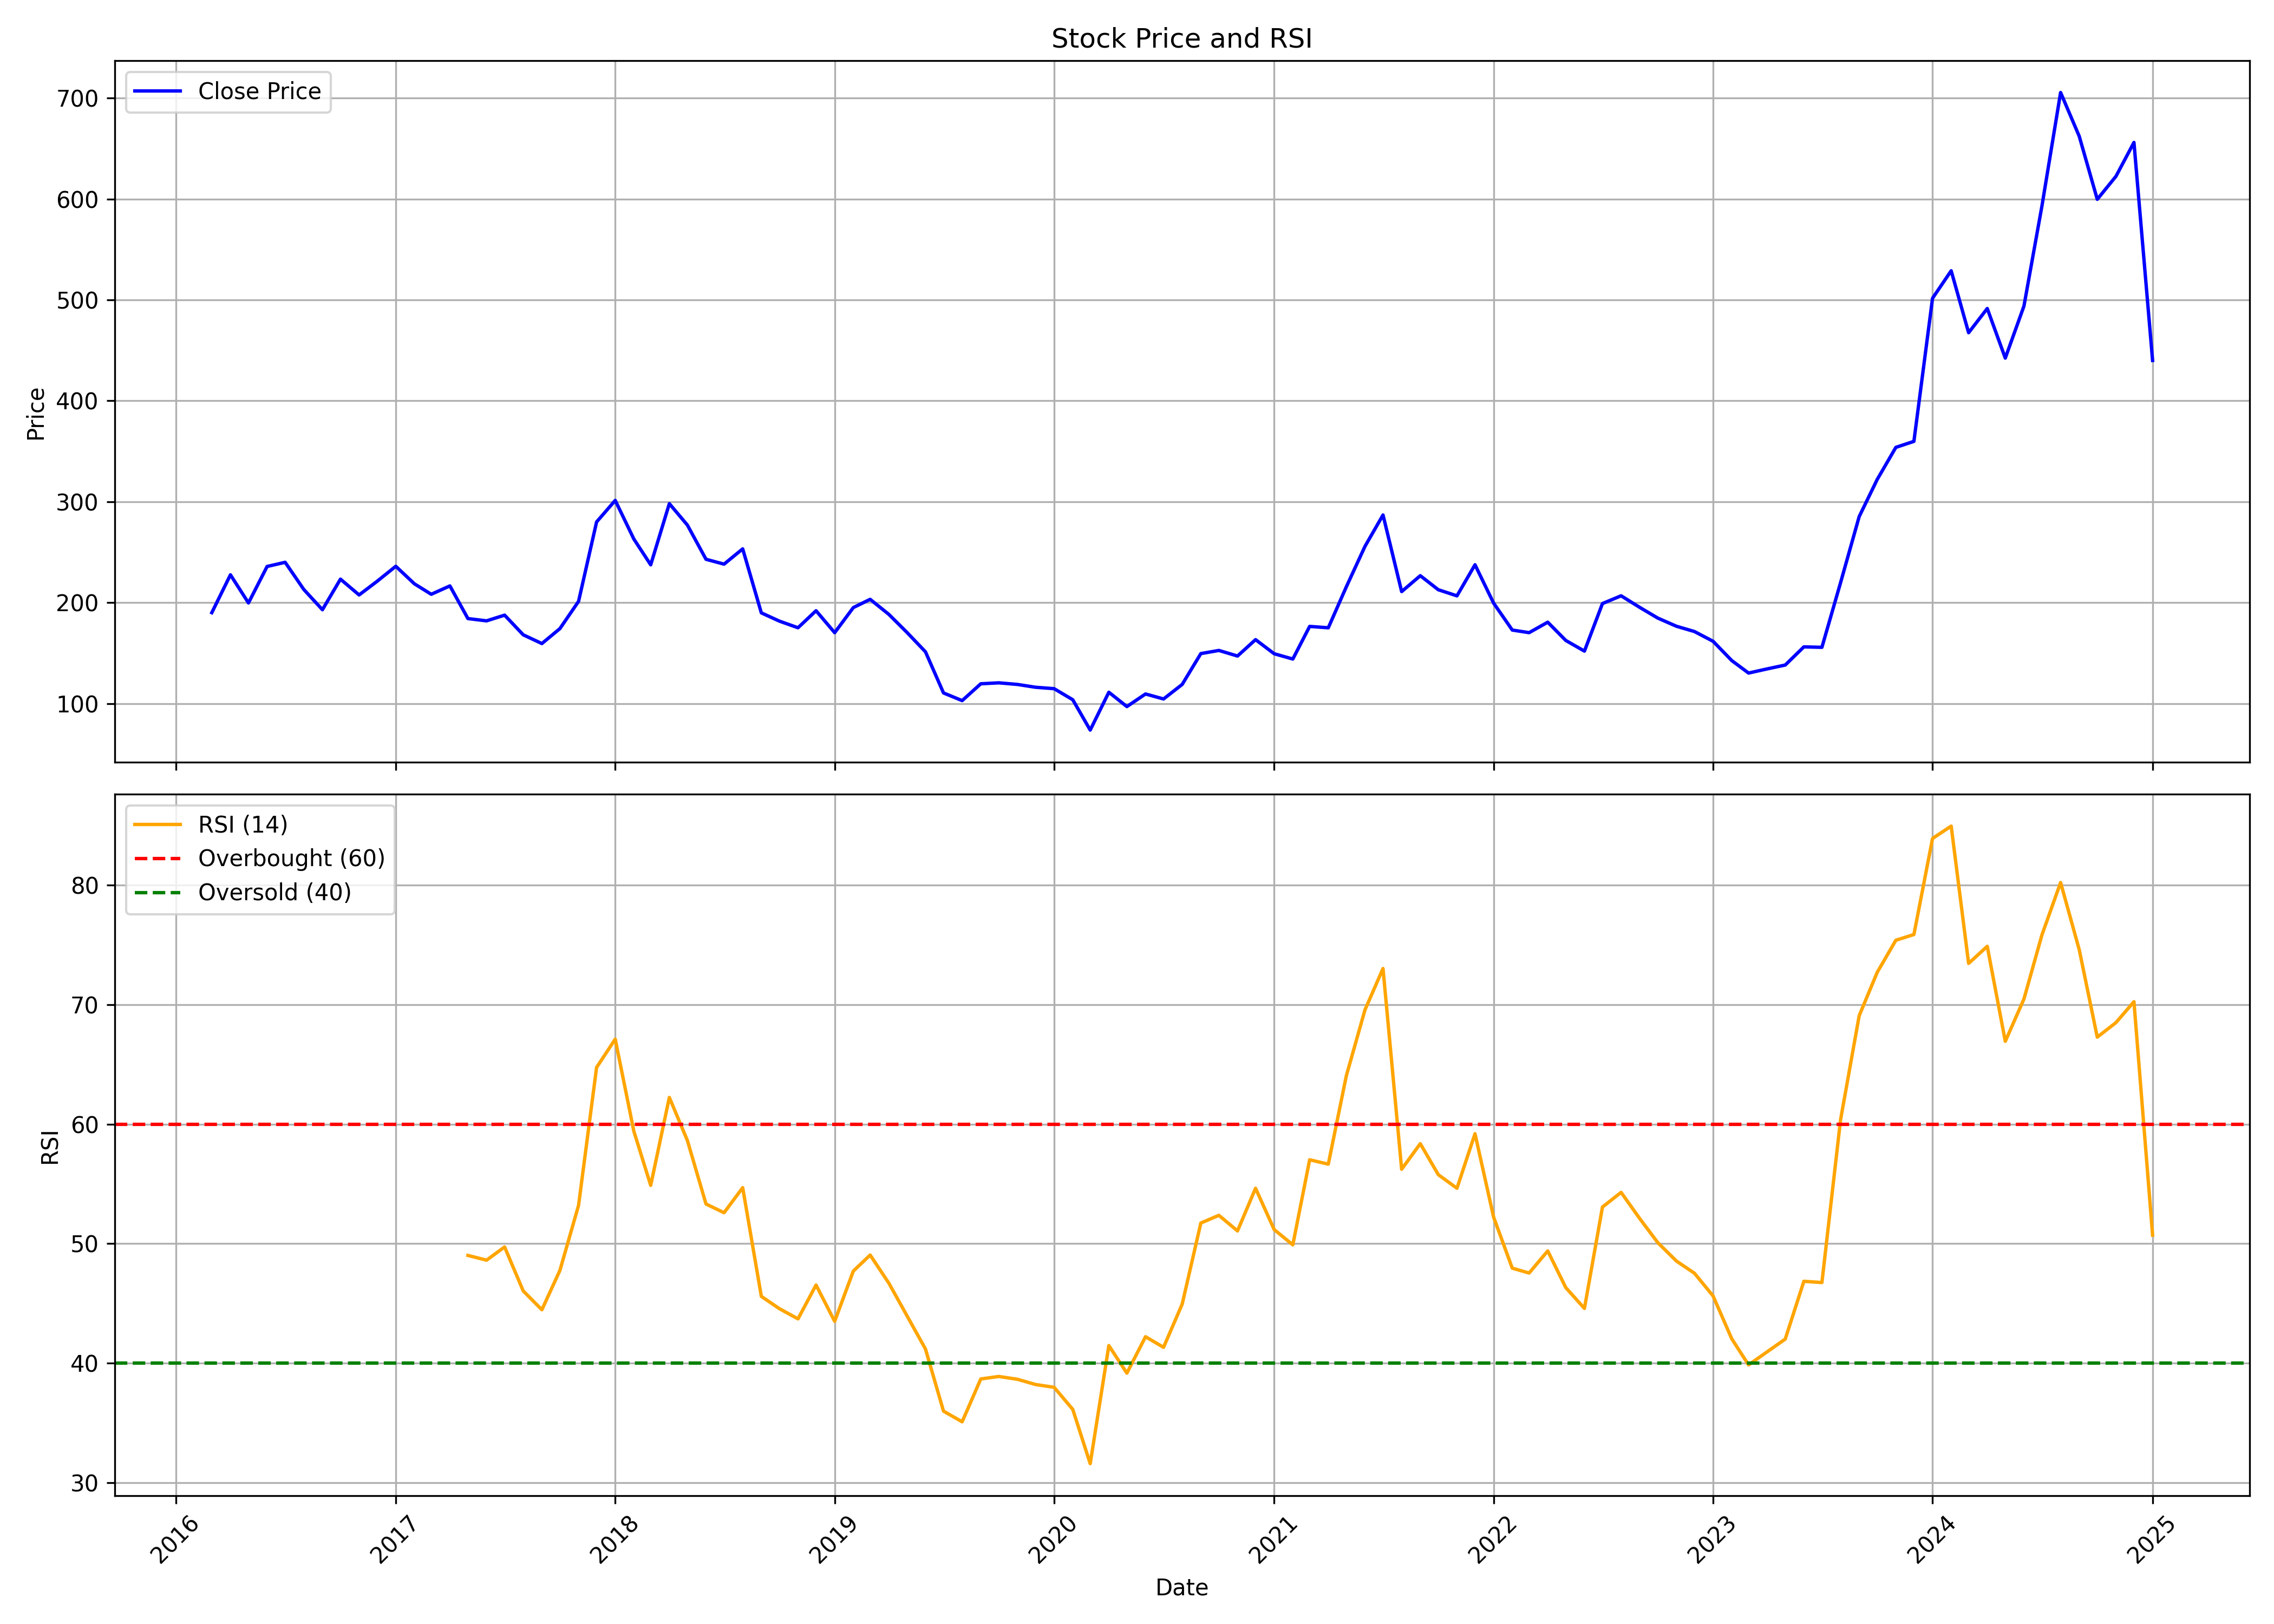 Stock Price and RSI
Close Price
700
600
500
400
300
200
100
Price
RSI (14)
Overbought (60)
Oversold (40)
80
70
60
50
40
30
RSI
2016
2017
2018
2019
2020
2021
2022
2023
2024
2025
Date